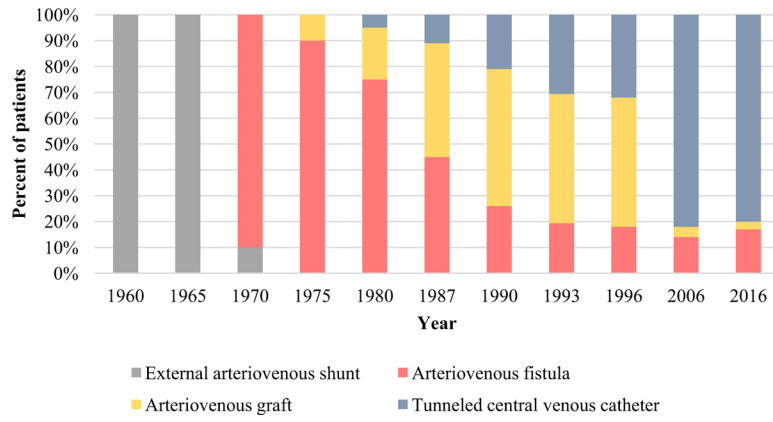 100%
90%
80%
70%
60%
50%
40%
30%
20%
10%
0%
Percent of patients
1960 1965 1970 1975 1980 1987 1990 1993 1996 2006 2016
Year
External arteriovenous shunt
Arteriovenous fistula
Arteriovenous graft
Tunneled central venous catheter